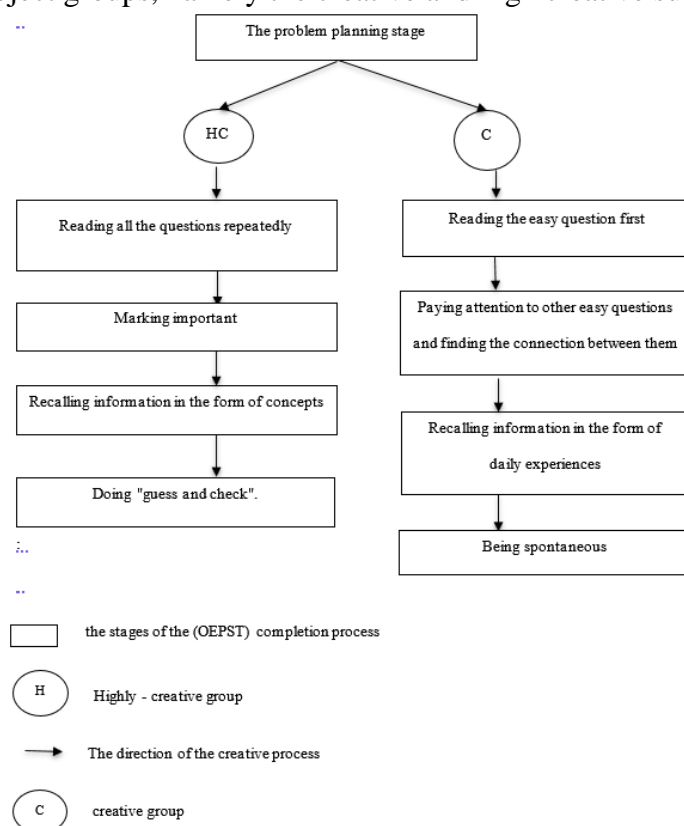 The problem planning stage
HC
C
Reading all the questions repeatedly
Marking important
Recalling information in the form of concepts
Doing "guess and check".
Reading the easy question first
Paying attention to other easy questions
and finding the connection between them
Recalling information in the form of
daily experiences
Being spontaneous
the stages of the (OEPST) completion process
H
Highly - creative group
The direction of the creative process
C
creative group